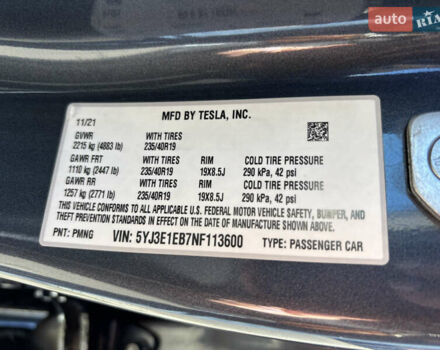 RIA
MFD BY TESLA, INC.
11/21
GVWR WITH TIRES
2215 kg (4883 lb) 235/40R19
GAWR FRT WITH TIRES RIM COLD TIRE PRESSURE
1110 kg (2447 lb) 235/40R19 19X8.5J 290 kPa, 42 psi
GAWR RR WITH TIRES RIM COLD TIRE PRESSURE
1257 kg (2771 lb) 235/40R19 19X8.5J 290 kPa, 42 psi
THIS VEHICLE CONFORMS TO ALL APPLICABLE U.S. FEDERAL MOTOR VEHICLE SAFETY, BUMPER, AND
THEFT PREVENTION STANDARDS IN EFFECT ON THE DATE OF MANUFACTURE SHOWN ABOVE.
PNT: PMNG VIN: 5YJ3E1EB7NF113600 TYPE: PASSENGER CAR